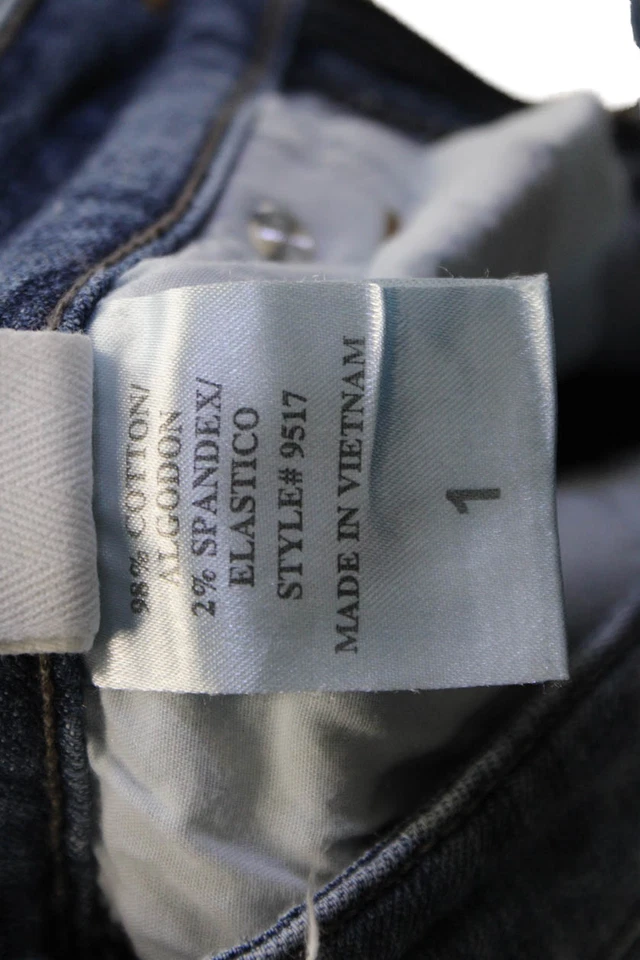 98% COTTON/
ALGODON
2% SPANDEX/
ELASTICO
STYLE# 9517
MADE IN VIETNAM
1